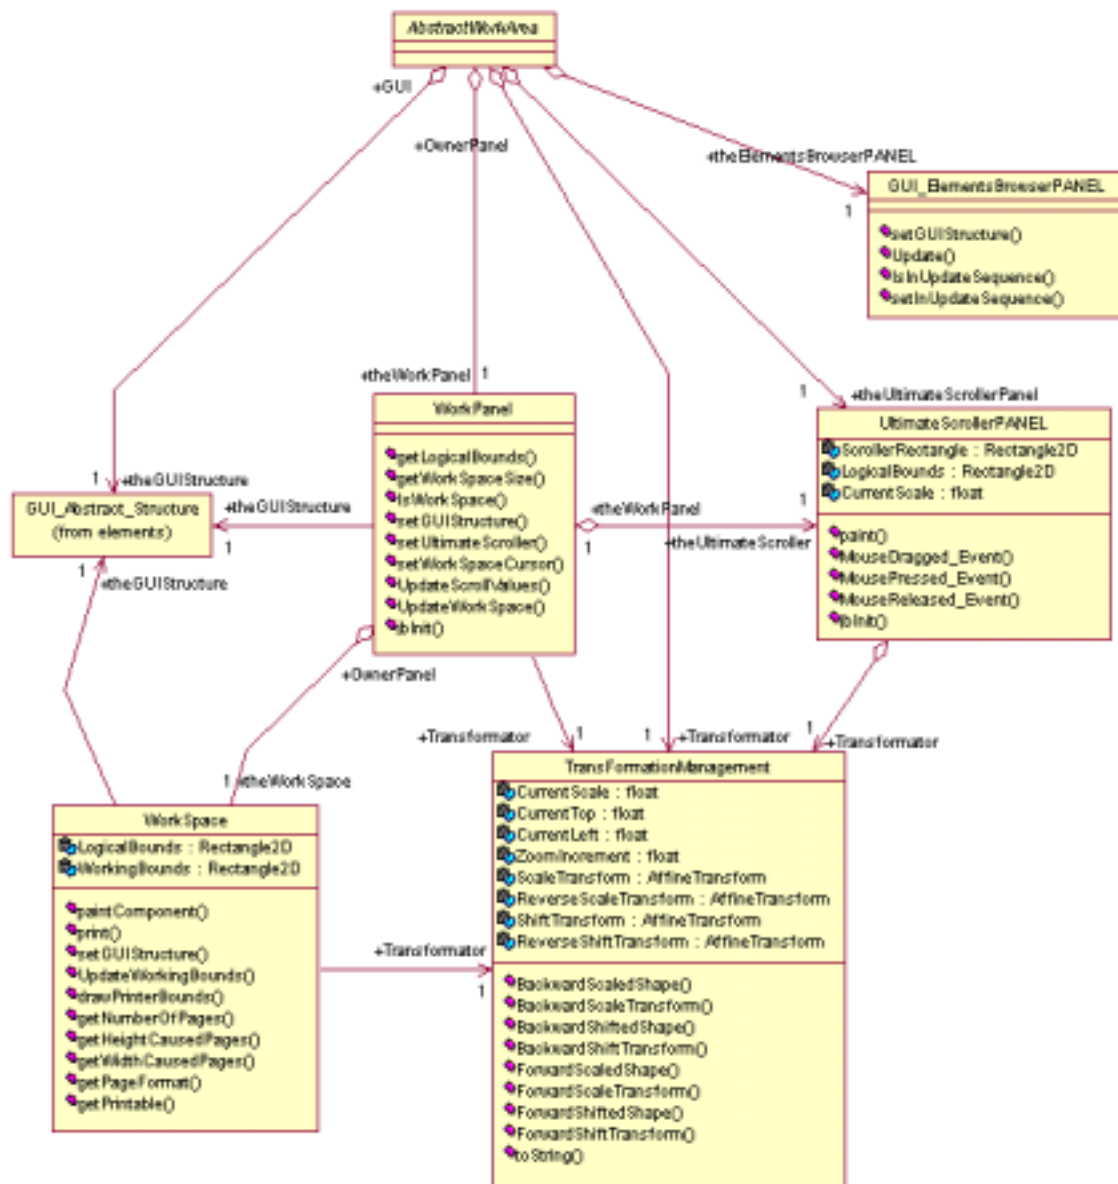 AbstractWorkArea
+GUI
+OwnerPanel
+theElementsBrowserPANEL
GUI_ElementsBrowserPANEL
1
setGUIStructure()
Update()
IsInUpdateSequence()
setInUpdateSequence()
+theWorkPanel
1
1
+theUltimateScrollerPanel
WorkPanel
getLogicalBounds()
getWorkSpaceSize()
IsWorkSpace()
setGUIStructure()
setUltimateScroller()
setWorkSpaceCursor()
UpdateScrollValues()
UpdateWorkSpace()
jbInit()
UltimateScrollerPANEL
ScrollerRectangle : Rectangle2D
LogicalBounds : Rectangle2D
CurrentScale : float
paint()
MouseDragged_Event()
MousePressed_Event()
MouseReleased_Event()
jbInit()
1
+theGUIStructure
GUI_Abstract_Structure
(from elements)
+theGUIStructure
1
+theWorkPanel
1
1
+theUltimateScroller
1
+theGUIStructure
+OwnerPanel
+Transformator
1
1
+Transformator
1
+Transformator
1
+theWorkSpace
TransFormationManagement
CurrentScale : float
CurrentTop : float
CurrentLeft : float
ZoomIncrement : float
ScaleTransform : AffineTransform
ReverseScaleTransform : AffineTransform
ShiftTransform : AffineTransform
ReverseShiftTransform : AffineTransform
BackwardScaledShape()
BackwardScaleTransform()
BackwardShiftedShape()
BackwardShiftTransform()
ForwardScaledShape()
ForwardScaleTransform()
ForwardShiftedShape()
ForwardShiftTransform()
toString()
WorkSpace
LogicalBounds : Rectangle2D
WorkingBounds : Rectangle2D
paintComponent()
print()
setGUIStructure()
UpdateWorkingBounds()
drawPrinterBounds()
getNumberOfPages()
getHeightCausedPages()
getWidthCausedPages()
getPageFormat()
getPrintable()
+Transformator
1